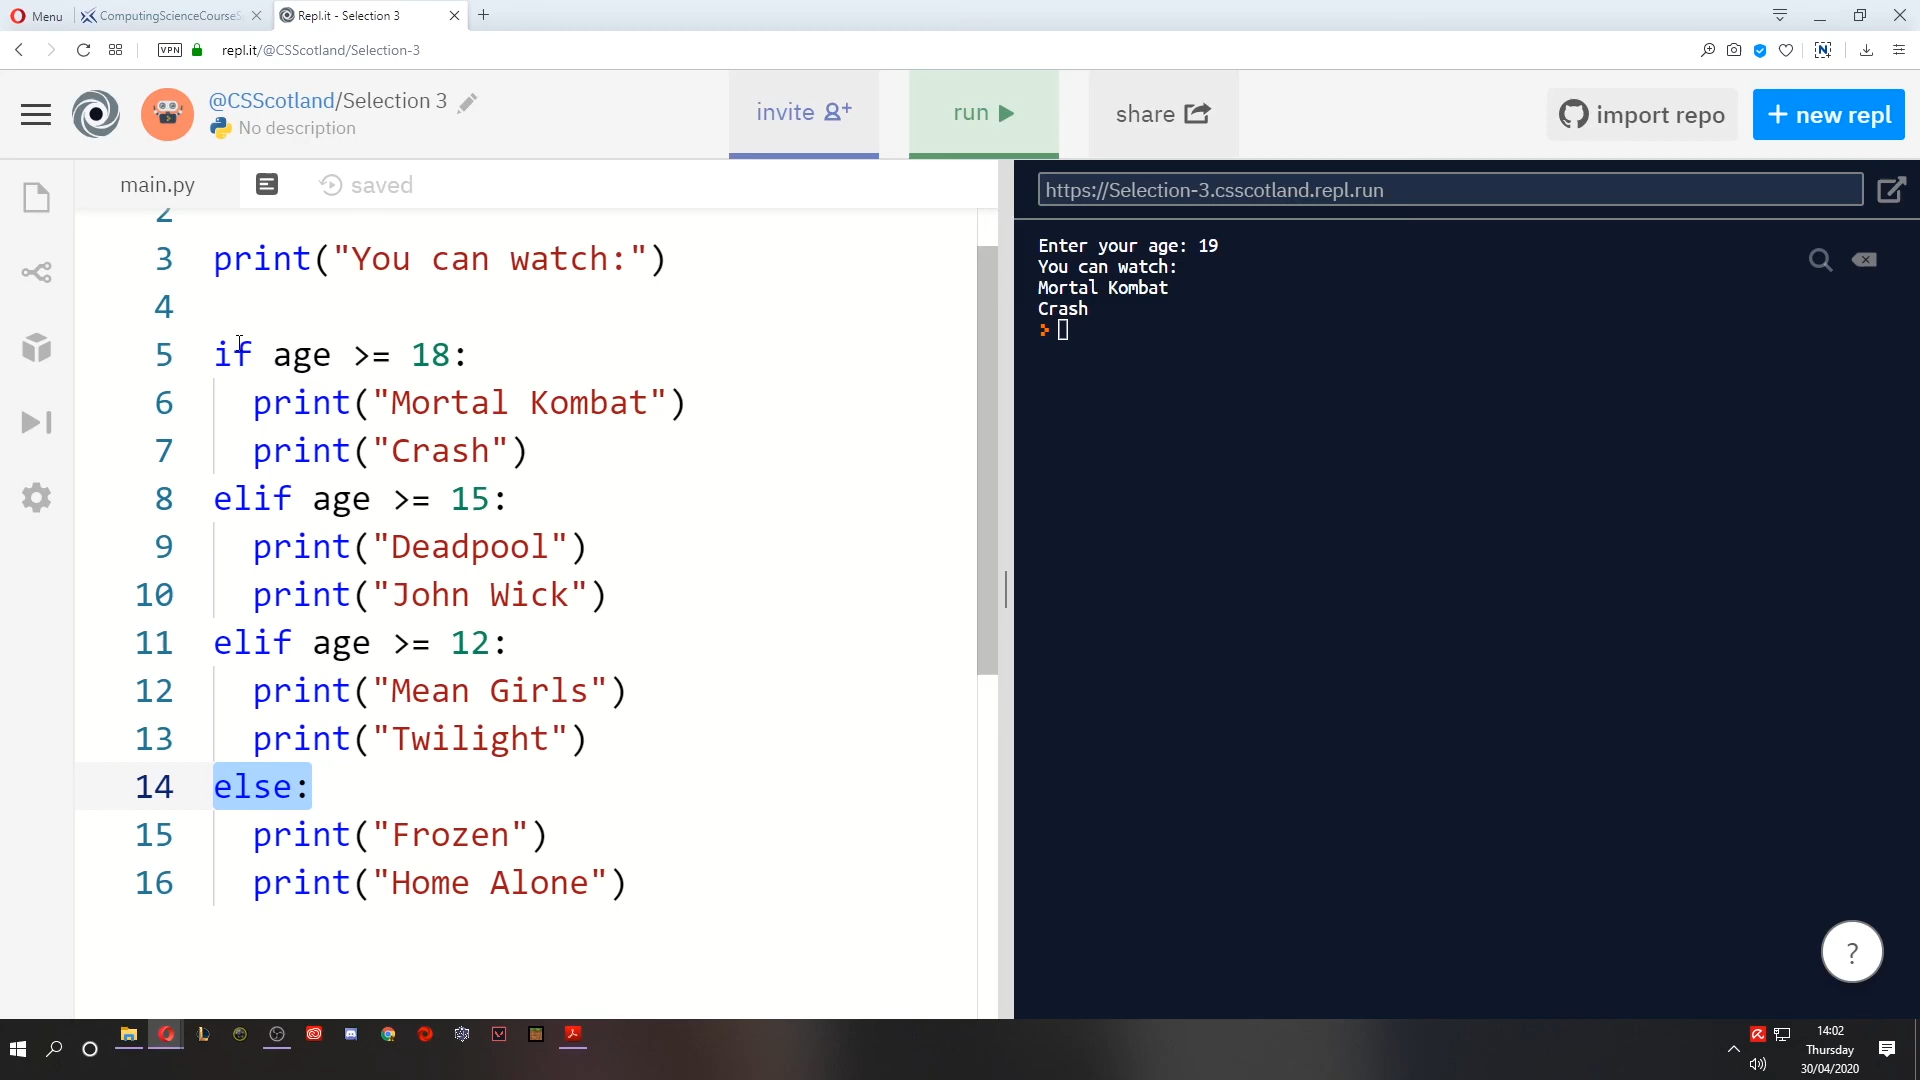 Menu
ComputingScienceCourseS
Repl.it - Selection 3
VPN
repl.it/@CSScotland/Selection-3
@CSScotland/Selection 3
No description
invite
run
share
import repo
+ new repl
main.py
saved
https://Selection-3.csscotland.repl.run
2
3 print("You can watch:")
4
5 if age >= 18:
6 print("Mortal Kombat")
7 print("Crash")
8 elif age >= 15:
9 print("Deadpool")
10 print("John Wick")
11 elif age >= 12:
12 print("Mean Girls")
13 print("Twilight")
14 else:
15 print("Frozen")
16 print("Home Alone")
Enter your age: 19
You can watch:
Mortal Kombat
Crash
?
14:02
Thursday
30/04/2020